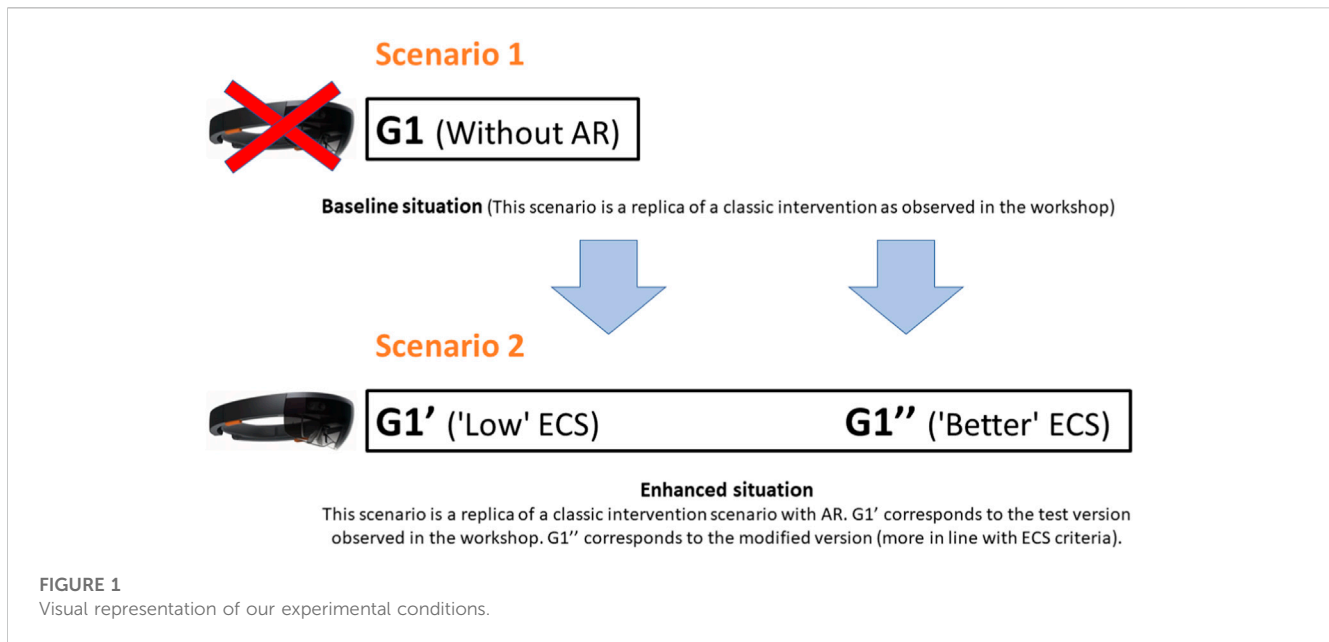 Scenario 1
G1 (Without AR)
Baseline situation (This scenario is a replica of a classic intervention as observed in the workshop)
Scenario 2
G1′ ('Low' ECS) G1′′ ('Better' ECS)
Enhanced situation
This scenario is a replica of a classic intervention scenario with AR. G1′ corresponds to the test version
observed in the workshop. G1′′ corresponds to the modified version (more in line with ECS criteria).
FIGURE 1
Visual representation of our experimental conditions.